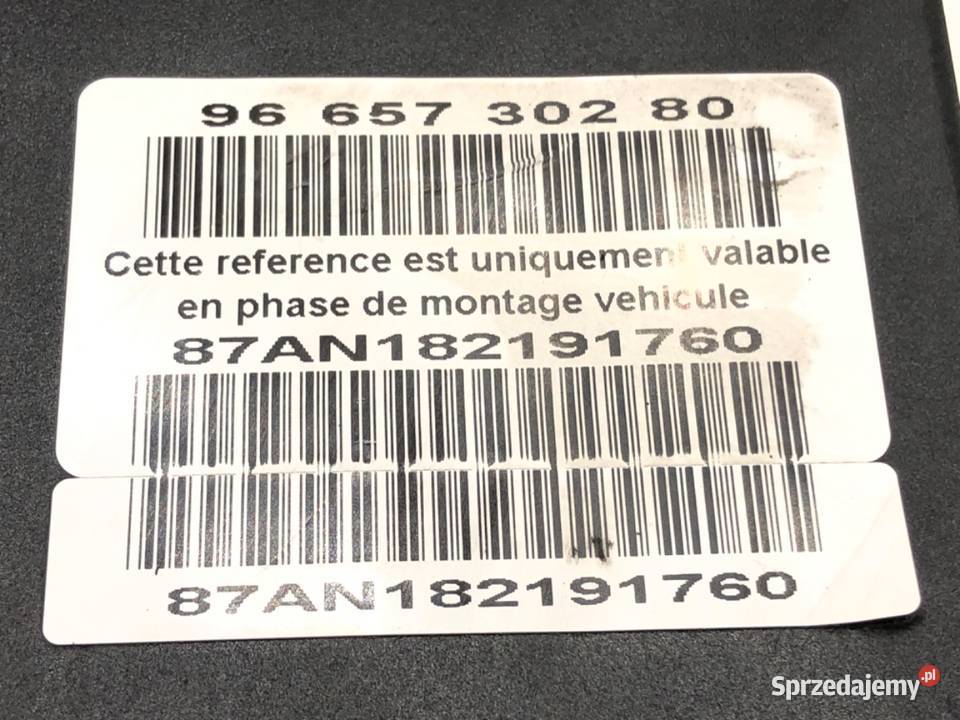 96 657 302 80
Cette reference est uniquement valable
en phase de montage vehicule
87AN182191760
87AN182191760
Sprzedajemy.pl